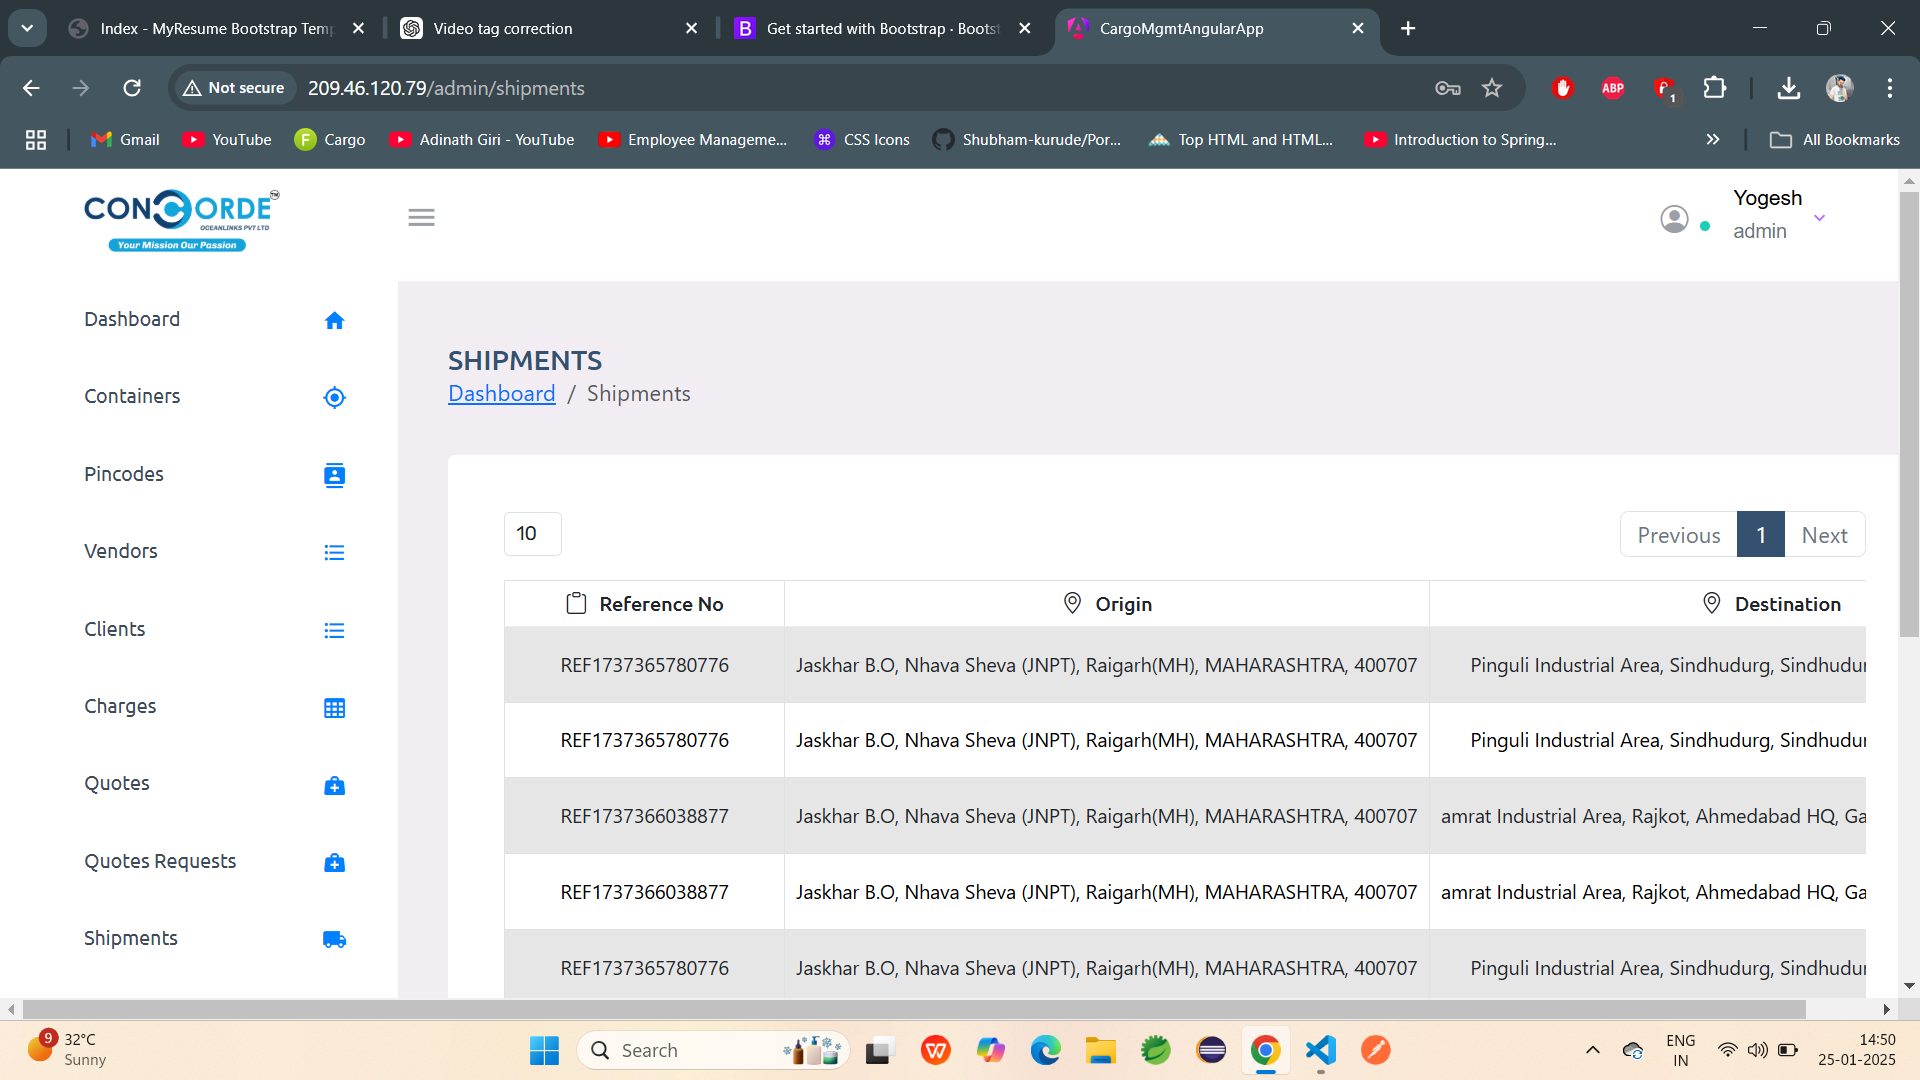 Index - MyResume Bootstrap Temp
Video tag correction
Get started with Bootstrap · Bootst
CargoMgmtAngularApp
Not secure
209.46.120.79/admin/shipments
ABP
1
Gmail
YouTube
Cargo
Adinath Giri - YouTube
Employee Manageme...
CSS Icons
Shubham-kurude/Por...
Top HTML and HTML...
Introduction to Spring...
All Bookmarks
CONCORDE
TM
OCEANLINKS PVT LTD
Your Mission Our Passion
Yogesh
admin
Dashboard
Containers
Pincodes
Vendors
Clients
Charges
Quotes
Quotes Requests
Shipments
SHIPMENTS
Dashboard / Shipments
10
Previous 1 Next
Reference No Origin Destination
REF1737365780776 Jaskhar B.O, Nhava Sheva (JNPT), Raigarh(MH), MAHARASHTRA, 400707 Pinguli Industrial Area, Sindhudurg, Sindhudur
REF1737365780776 Jaskhar B.O, Nhava Sheva (JNPT), Raigarh(MH), MAHARASHTRA, 400707 Pinguli Industrial Area, Sindhudurg, Sindhudur
REF1737366038877 Jaskhar B.O, Nhava Sheva (JNPT), Raigarh(MH), MAHARASHTRA, 400707 amrat Industrial Area, Rajkot, Ahmedabad HQ, Ga
REF1737366038877 Jaskhar B.O, Nhava Sheva (JNPT), Raigarh(MH), MAHARASHTRA, 400707 amrat Industrial Area, Rajkot, Ahmedabad HQ, Ga
REF1737365780776 Jaskhar B.O, Nhava Sheva (JNPT), Raigarh(MH), MAHARASHTRA, 400707 Pinguli Industrial Area, Sindhudurg, Sindhudur
9
32°C
Sunny
Search
ENG
IN
14:50
25-01-2025